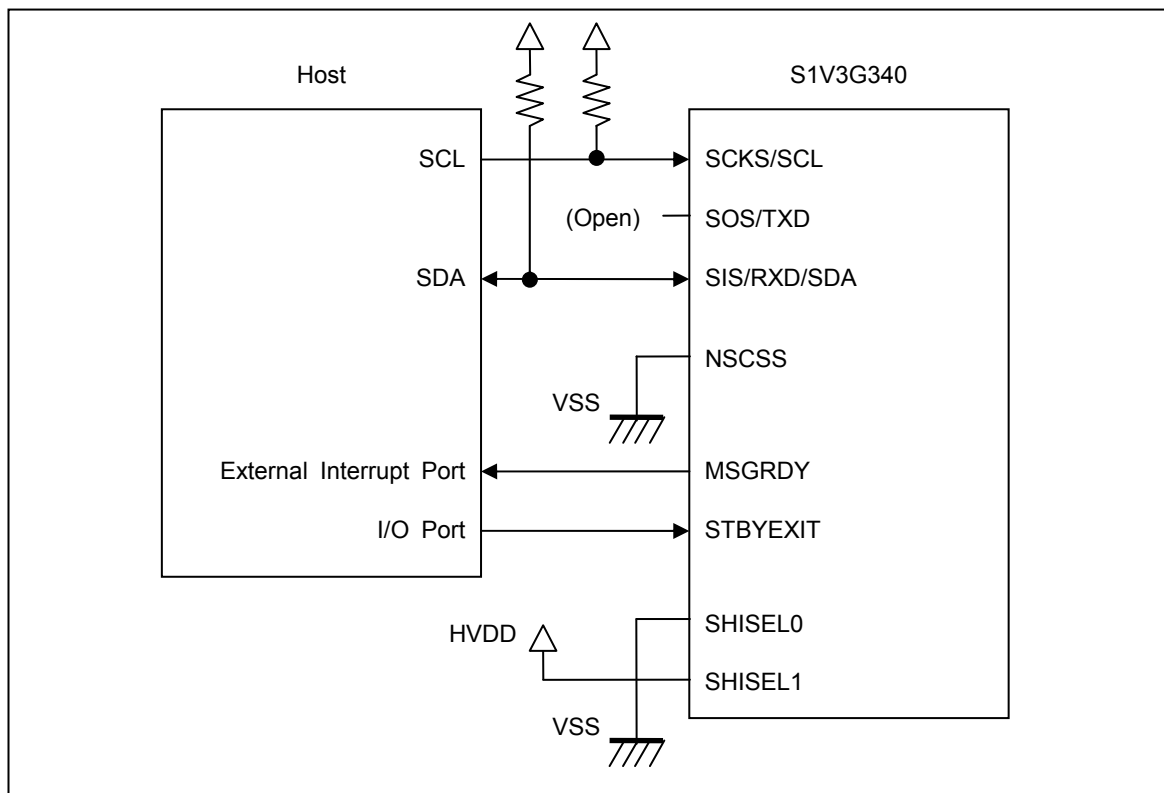 Host
S1V3G340
SCL
SCKS/SCL
(Open)
SOS/TXD
SDA
SIS/RXD/SDA
NSCSS
VSS
External Interrupt Port
MSGRDY
I/O Port
STBYEXIT
SHISEL0
HVDD
SHISEL1
VSS